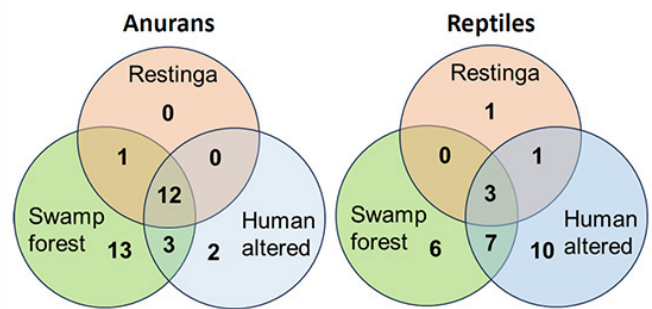 Anurans
Restinga
0
1
0
12
Swamp
forest
13
3
2
Human
altered
Reptiles
Restinga
1
0
1
3
Swamp
forest
6
7
10
Human
altered